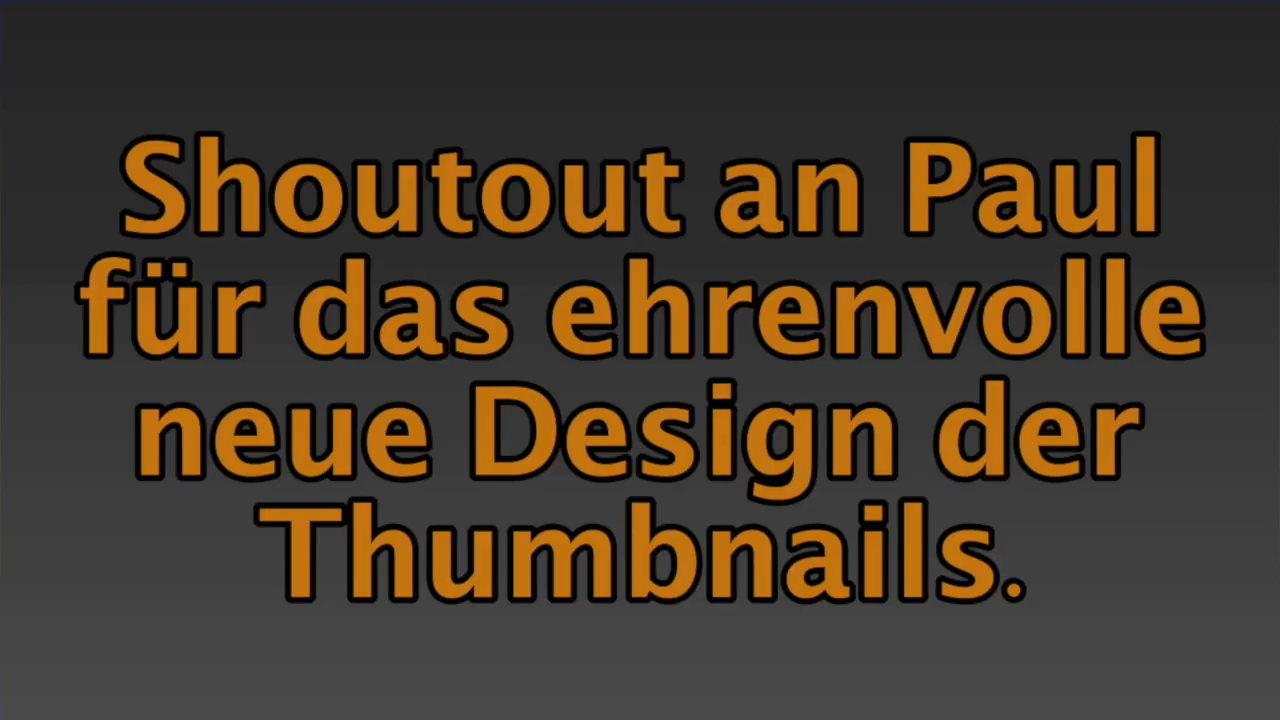 Shoutout an Paul
für das ehrenvolle
neue Design der
Thumbnails.